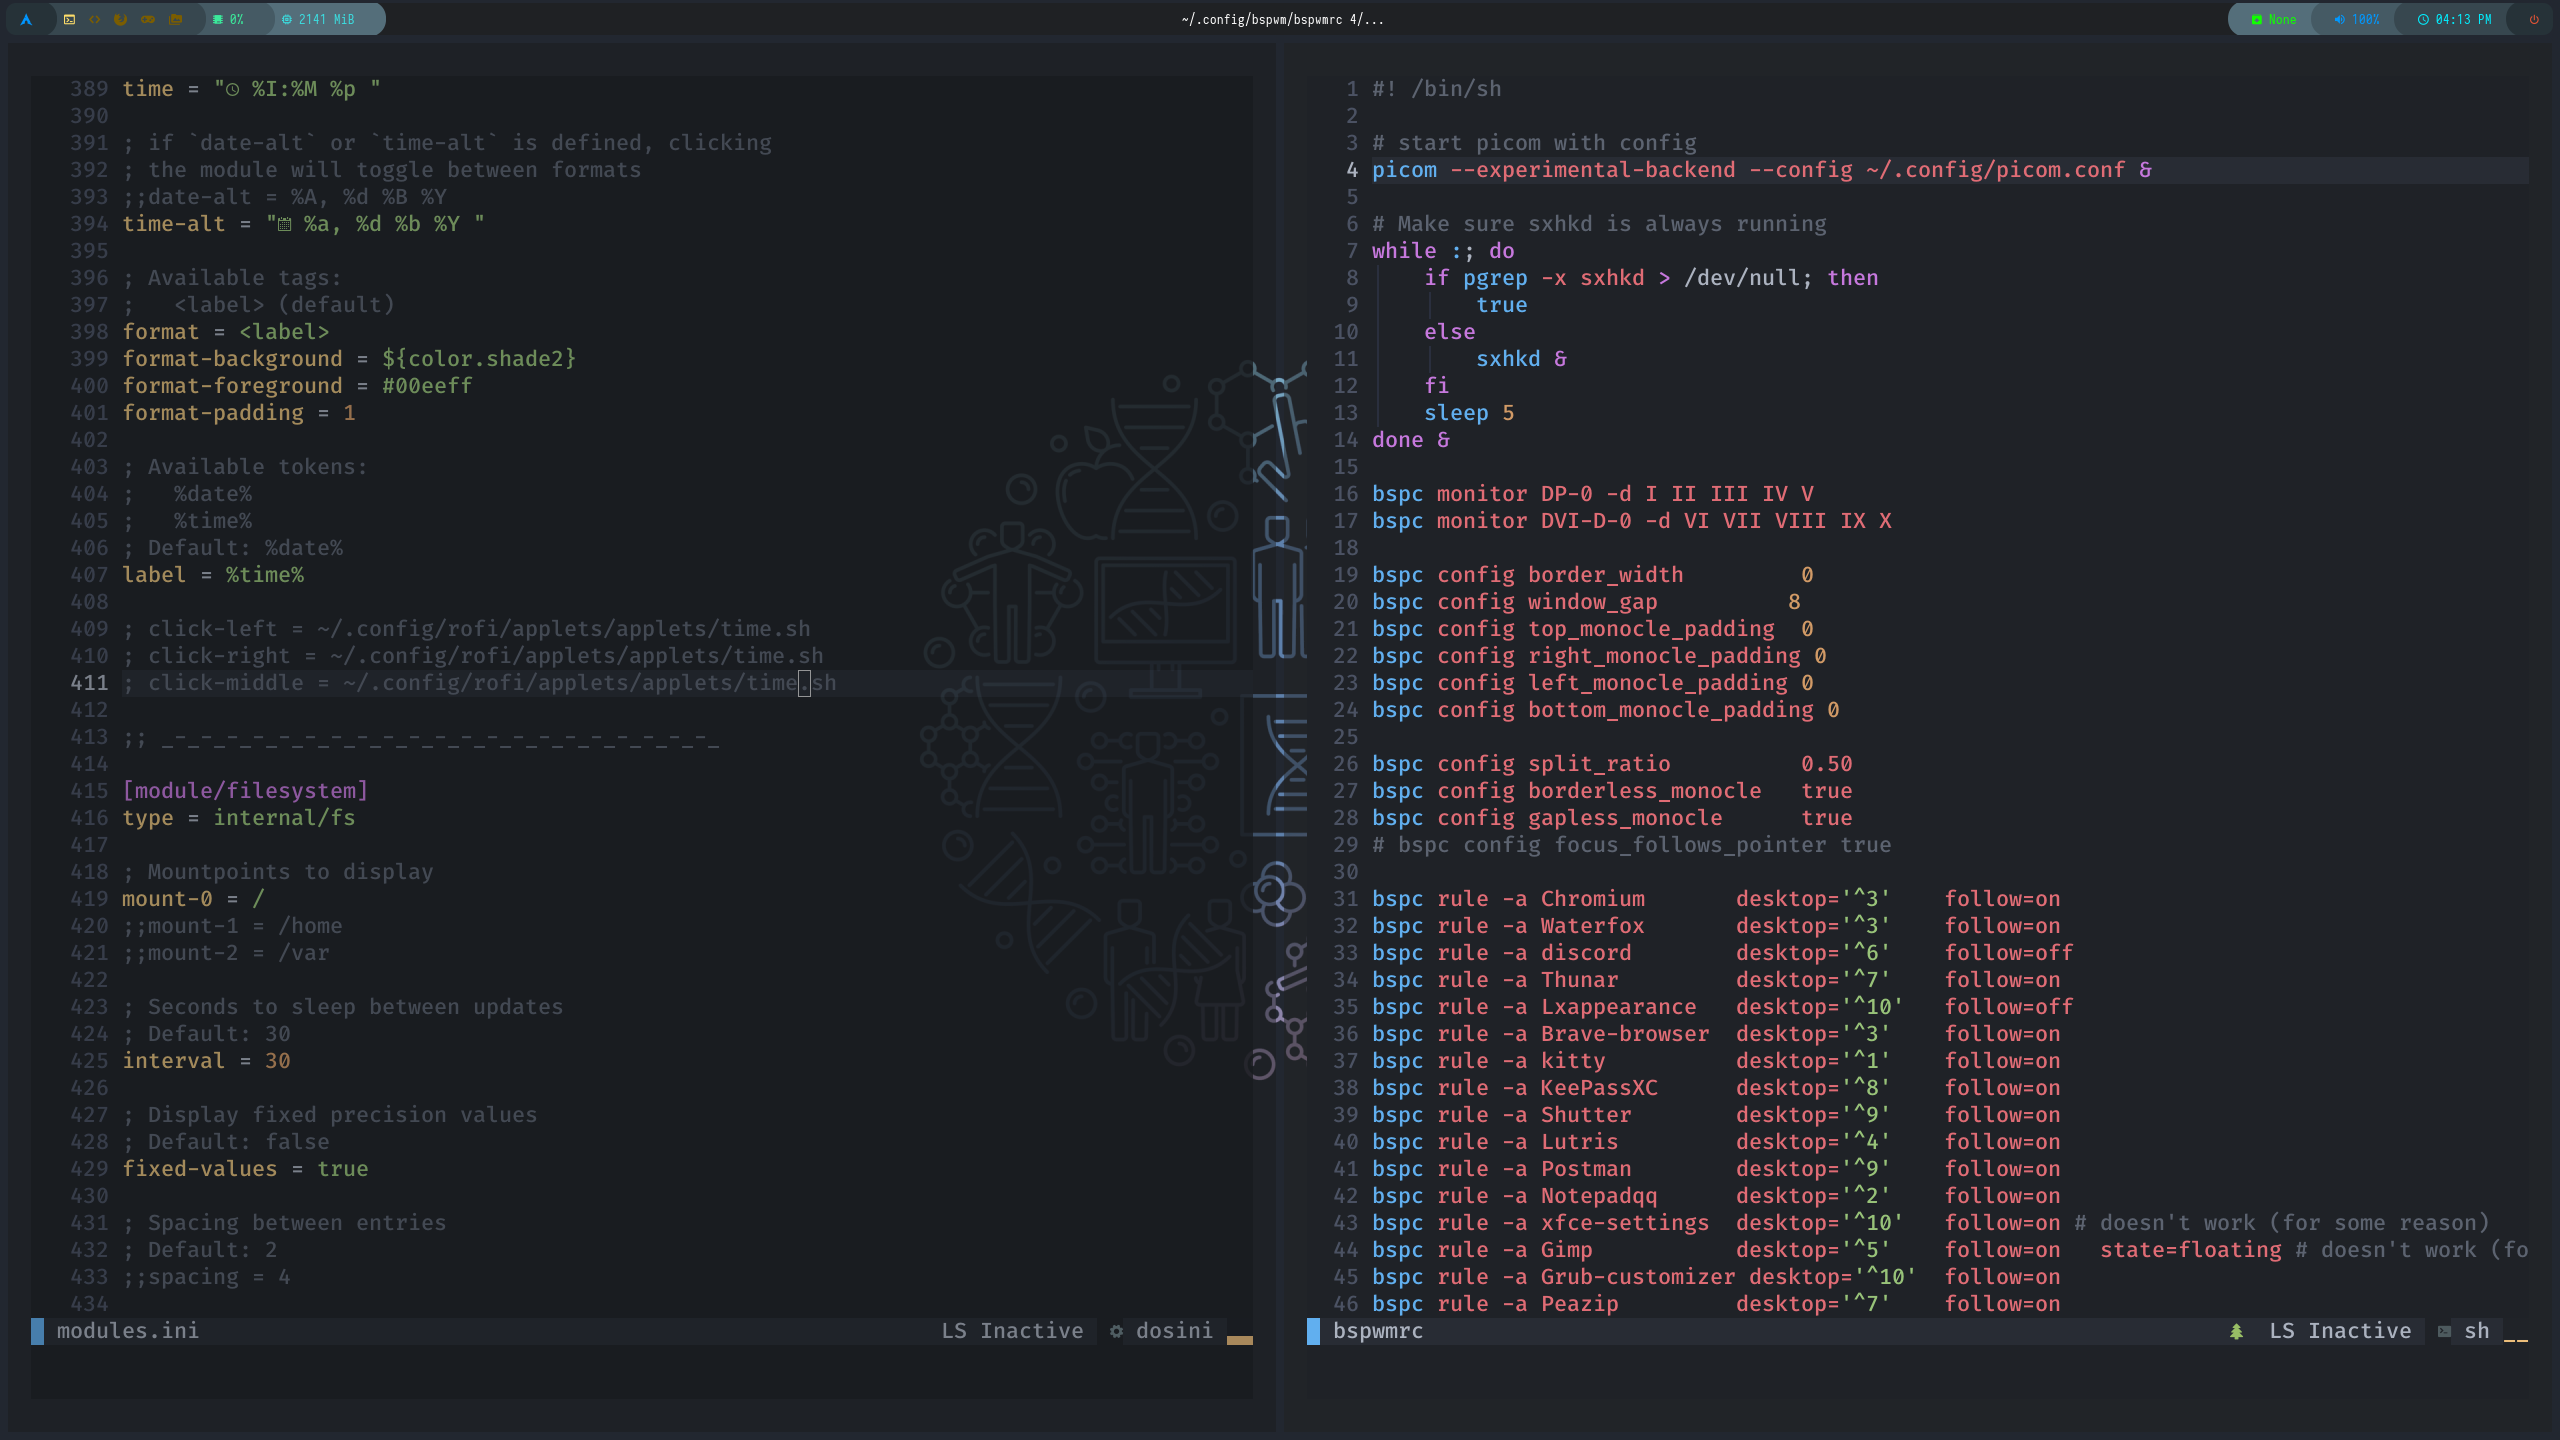 0%
2141 MiB
~/.config/bspwm/bspwmrc 4/...
None
100%
04:13 PM
389 time = " %I:%M %p "
390
391 ; if `date-alt` or `time-alt` is defined, clicking
392 ; the module will toggle between formats
393 ;;date-alt = %A, %d %B %Y
394 time-alt = " %a, %d %b %Y "
395
396 ; Available tags:
397 ;   <label> (default)
398 format = <label>
399 format-background = ${color.shade2}
400 format-foreground = #00eeff
401 format-padding = 1
402
403 ; Available tokens:
404 ;   %date%
405 ;   %time%
406 ; Default: %date%
407 label = %time%
408
409 ; click-left = ~/.config/rofi/applets/applets/time.sh
410 ; click-right = ~/.config/rofi/applets/applets/time.sh
411 ; click-middle = ~/.config/rofi/applets/applets/time.sh
412
413 ;; _-_-_-_-_-_-_-_-_-_-_-_-_-_-_-_-_-_-_-_-_-_
414
415 [module/filesystem]
416 type = internal/fs
417
418 ; Mountpoints to display
419 mount-0 = /
420 ;;mount-1 = /home
421 ;;mount-2 = /var
422
423 ; Seconds to sleep between updates
424 ; Default: 30
425 interval = 30
426
427 ; Display fixed precision values
428 ; Default: false
429 fixed-values = true
430
431 ; Spacing between entries
432 ; Default: 2
433 ;;spacing = 4
434
modules.ini LS Inactive dosini
1 #! /bin/sh
2
3 # start picom with config
4 picom --experimental-backend --config ~/.config/picom.conf &
5
6 # Make sure sxhkd is always running
7 while :; do
8     if pgrep -x sxhkd > /dev/null; then
9         true
10     else
11         sxhkd &
12     fi
13     sleep 5
14 done &
15
16 bspc monitor DP-0 -d I II III IV V
17 bspc monitor DVI-D-0 -d VI VII VIII IX X
18
19 bspc config border_width         0
20 bspc config window_gap          8
21 bspc config top_monocle_padding  0
22 bspc config right_monocle_padding 0
23 bspc config left_monocle_padding 0
24 bspc config bottom_monocle_padding 0
25
26 bspc config split_ratio          0.50
27 bspc config borderless_monocle   true
28 bspc config gapless_monocle      true
29 # bspc config focus_follows_pointer true
30
31 bspc rule -a Chromium       desktop='^3'    follow=on
32 bspc rule -a Waterfox       desktop='^3'    follow=on
33 bspc rule -a discord        desktop='^6'    follow=off
34 bspc rule -a Thunar         desktop='^7'    follow=on
35 bspc rule -a Lxappearance   desktop='^10'   follow=off
36 bspc rule -a Brave-browser  desktop='^3'    follow=on
37 bspc rule -a kitty          desktop='^1'    follow=on
38 bspc rule -a KeePassXC      desktop='^8'    follow=on
39 bspc rule -a Shutter        desktop='^9'    follow=on
40 bspc rule -a Lutris         desktop='^4'    follow=on
41 bspc rule -a Postman        desktop='^9'    follow=on
42 bspc rule -a Notepadqq      desktop='^2'    follow=on
43 bspc rule -a xfce-settings  desktop='^10'   follow=on # doesn't work (for some reason)
44 bspc rule -a Gimp           desktop='^5'    follow=on   state=floating # doesn't work (fo
45 bspc rule -a Grub-customizer desktop='^10'  follow=on
46 bspc rule -a Peazip         desktop='^7'    follow=on
bspwmrc LS Inactive sh